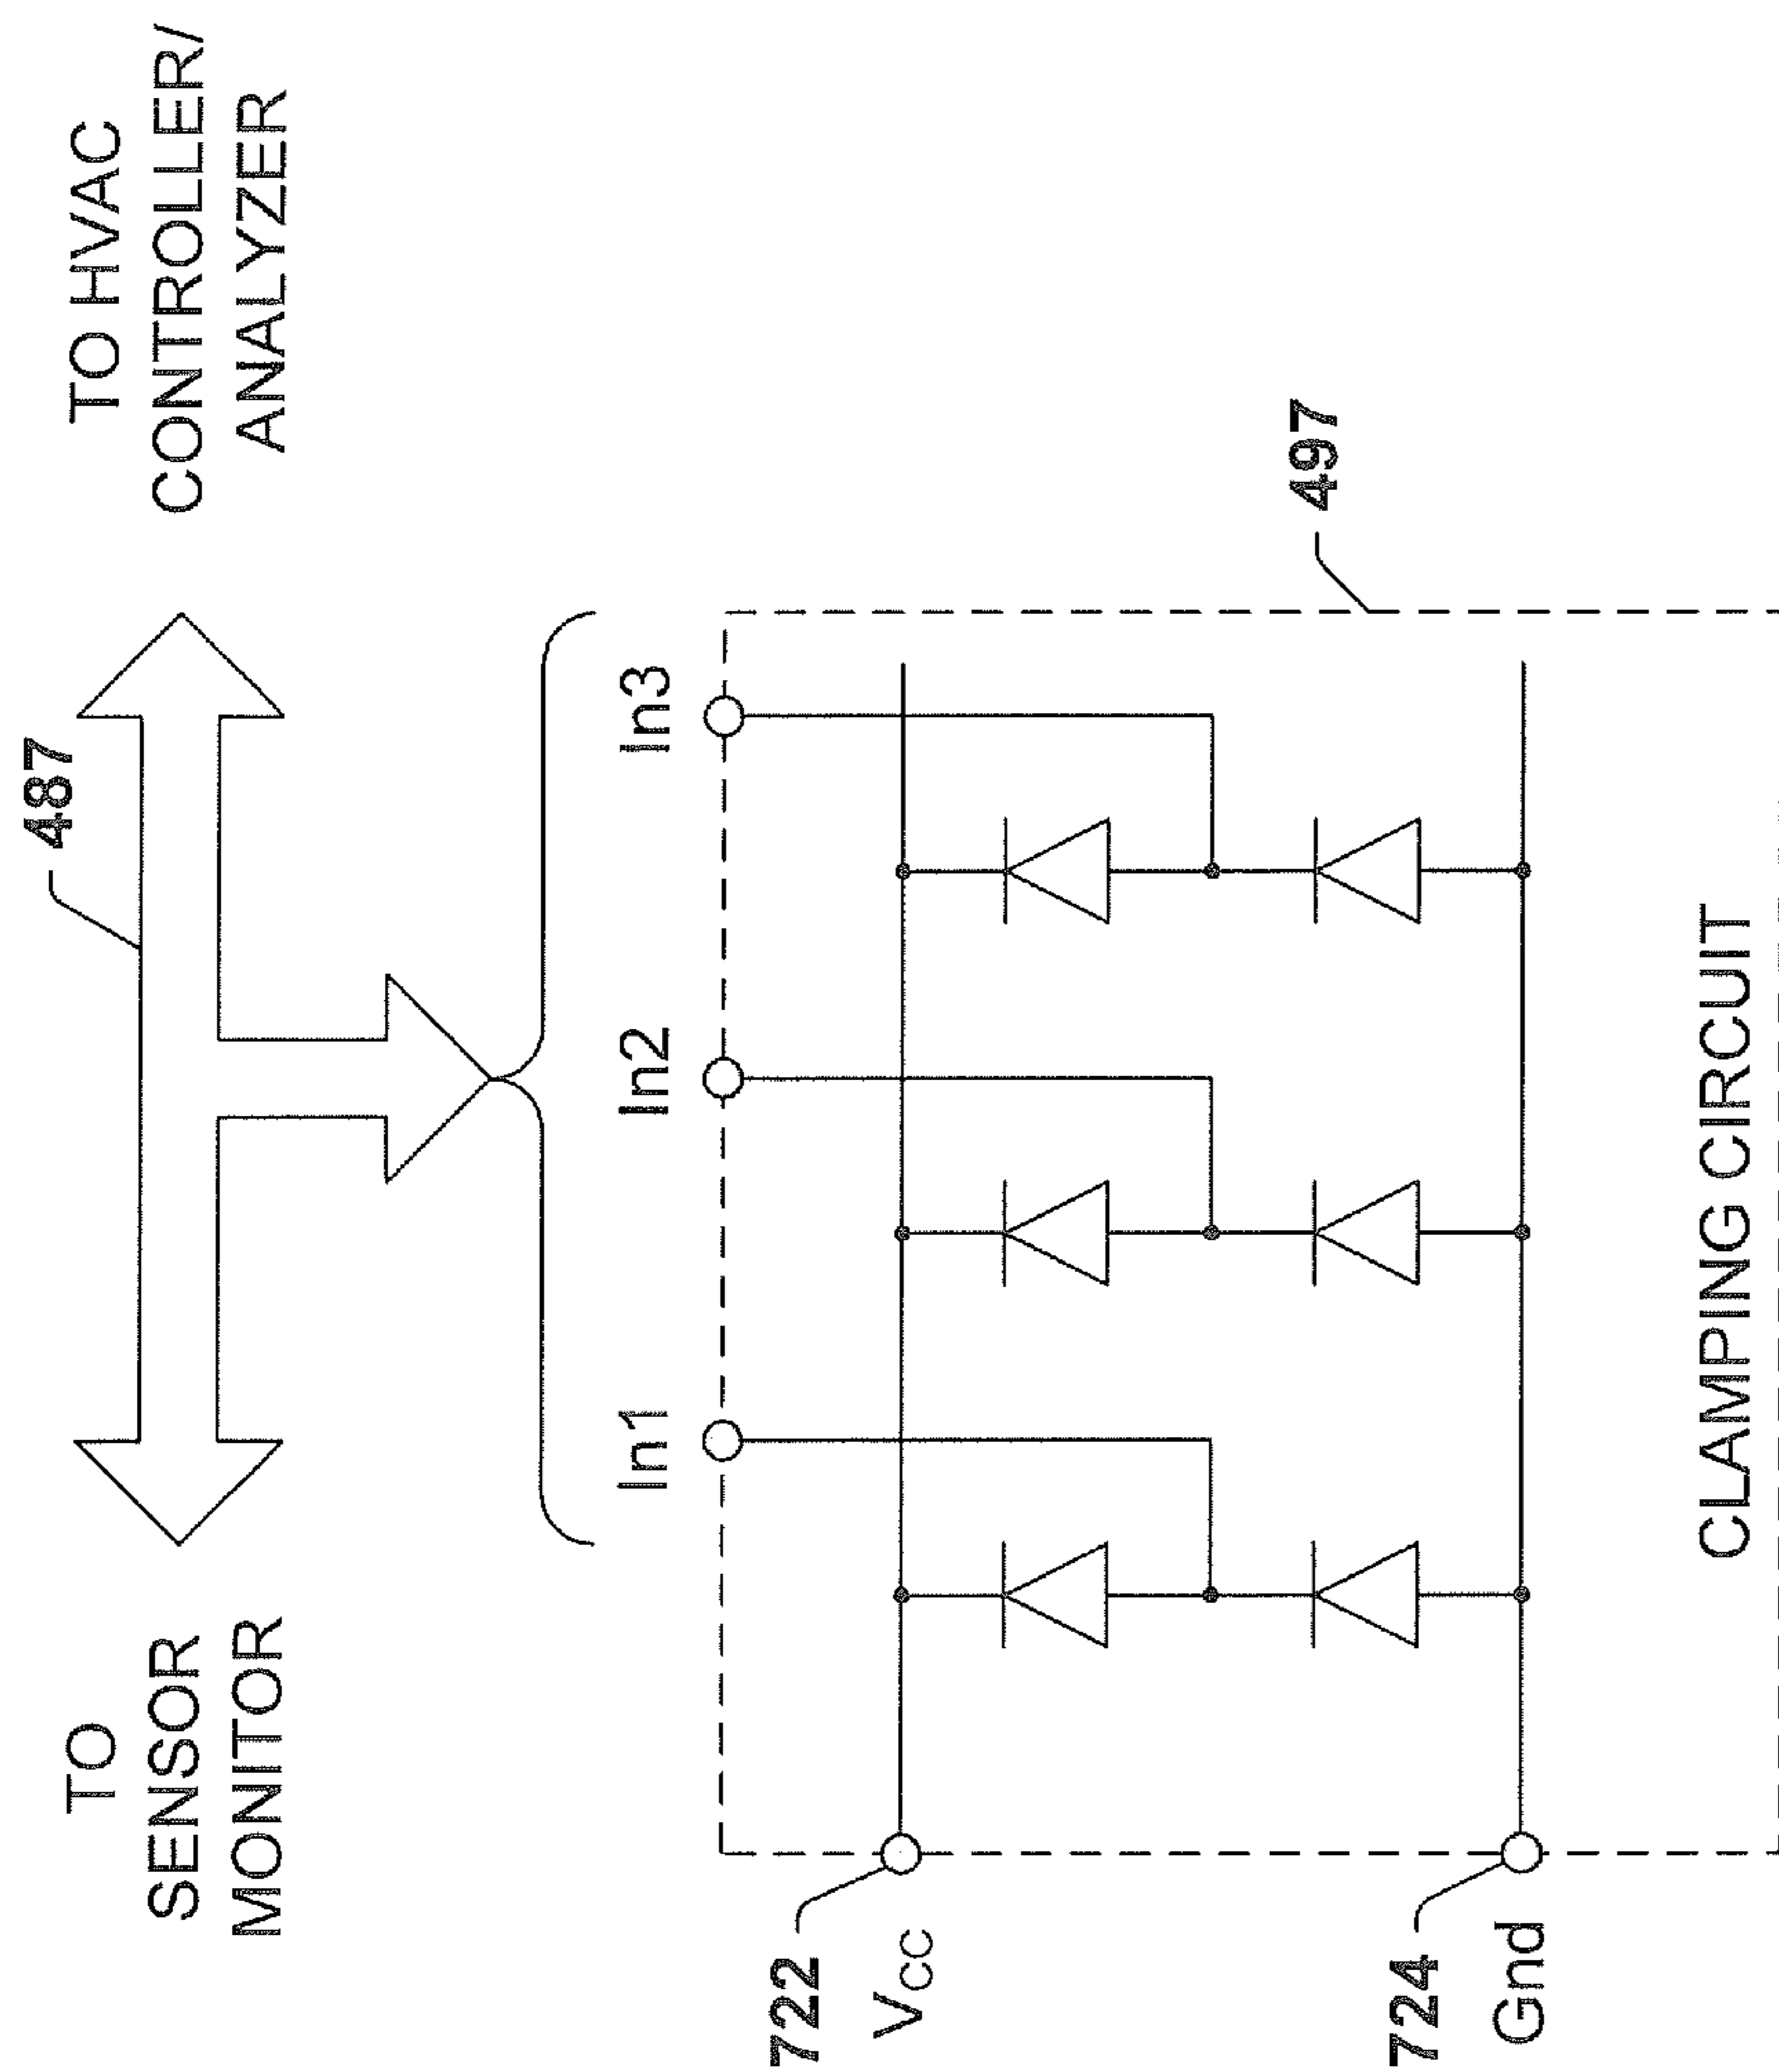 TO
SENSOR
MONITOR
487
TO HVAC
CONTROLLER/
ANALYZER
In1
In2
In3
722
VCC
497
724
Gnd
CLAMPING CIRCUIT